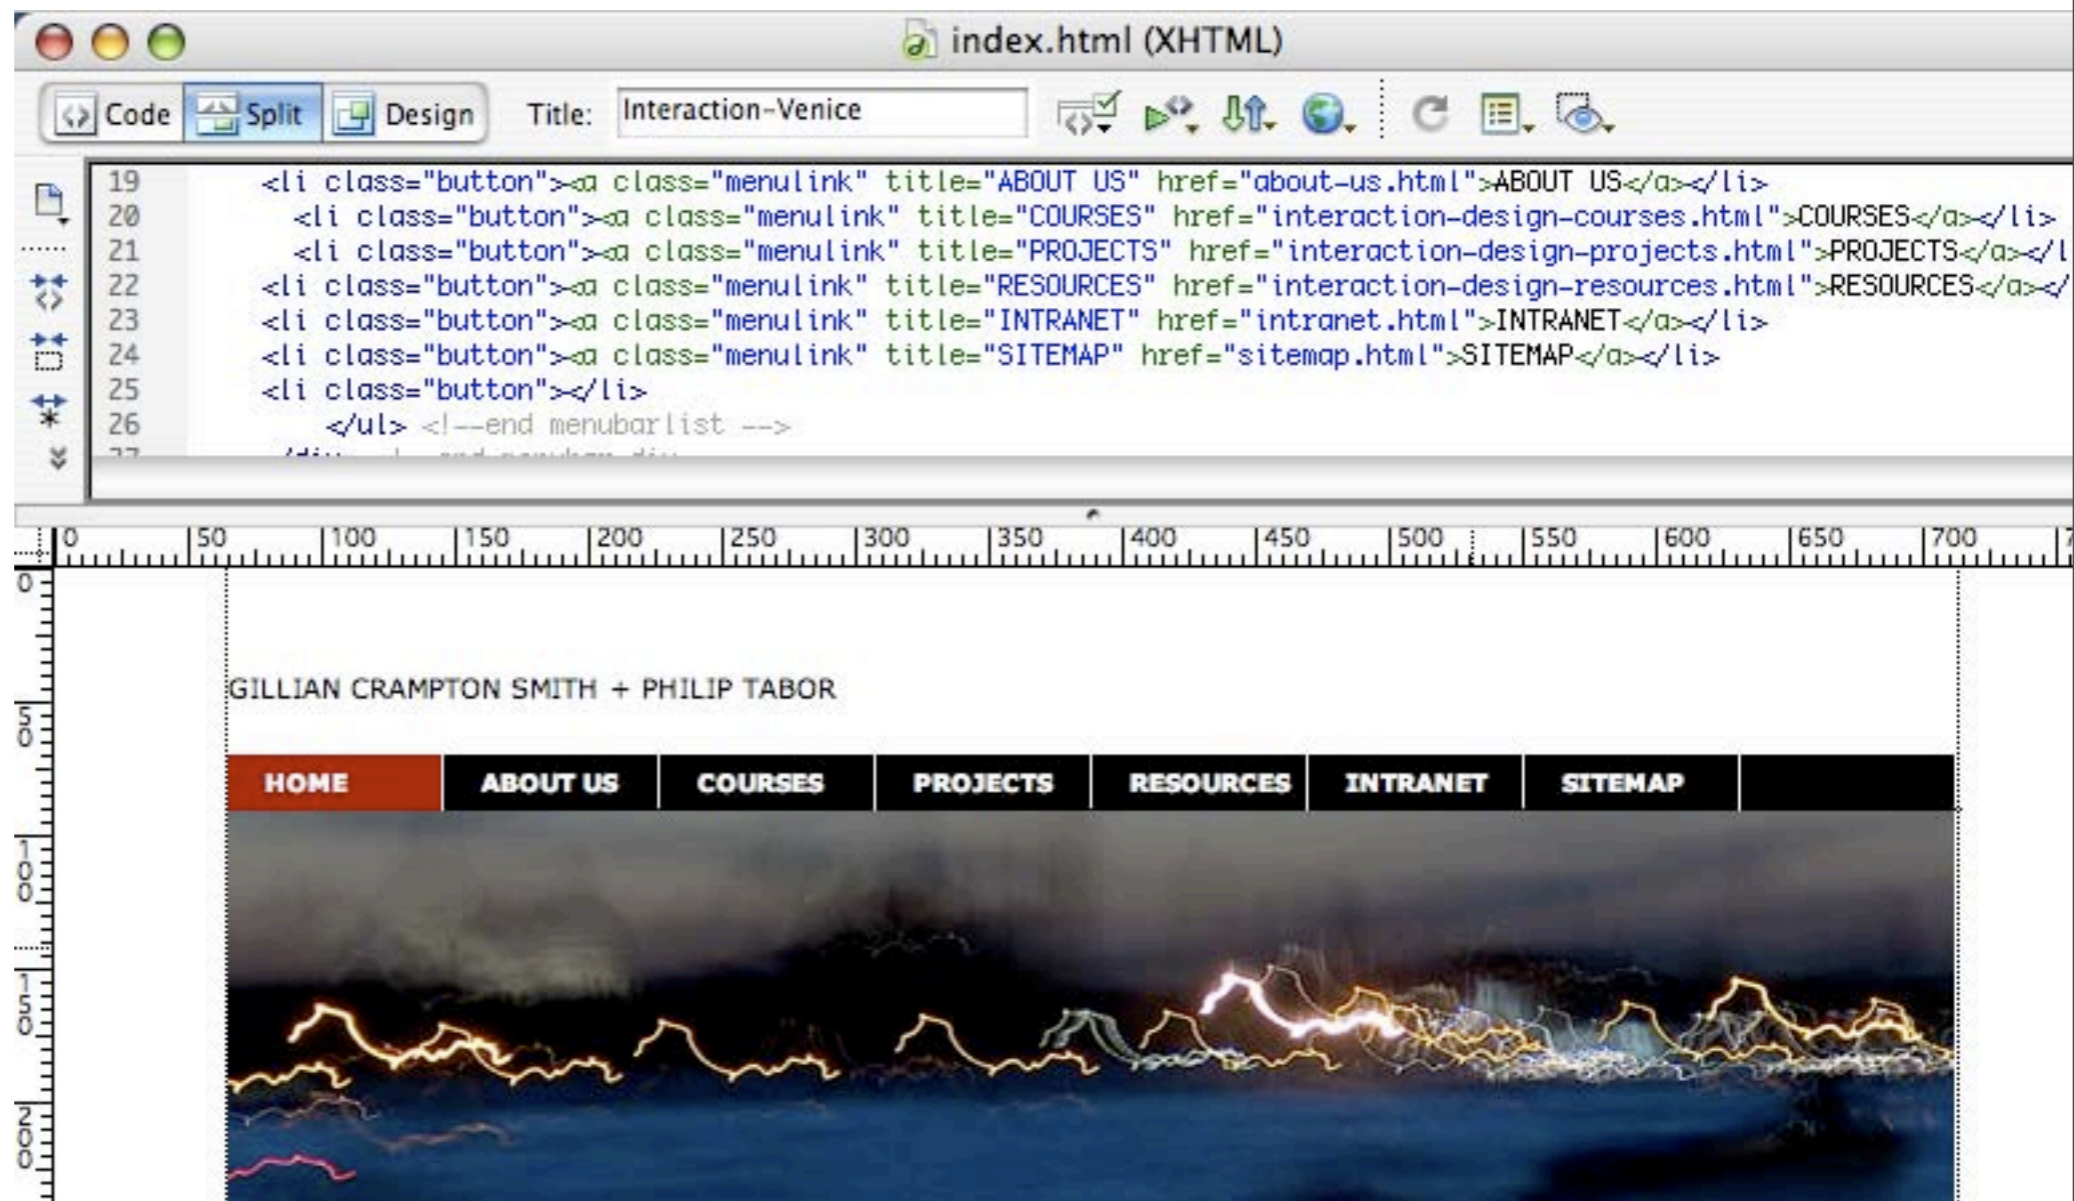 index.html (XHTML)
Code Split Design Title: Interaction-Venice
19 <li class="button"><a class="menulink" title="ABOUT US" href="about-us.html">ABOUT US</a></li>
20 <li class="button"><a class="menulink" title="COURSES" href="interaction-design-courses.html">COURSES</a></li>
21 <li class="button"><a class="menulink" title="PROJECTS" href="interaction-design-projects.html">PROJECTS</a></l
22 <li class="button"><a class="menulink" title="RESOURCES" href="interaction-design-resources.html">RESOURCES</a></
23 <li class="button"><a class="menulink" title="INTRANET" href="intranet.html">INTRANET</a></li>
24 <li class="button"><a class="menulink" title="SITEMAP" href="sitemap.html">SITEMAP</a></li>
25 <li class="button"></li>
26 </ul> <!--end menubarlist -->
0 50 100 150 200 250 300 350 400 450 500 550 600 650 700
0
50
100
150
200
GILLIAN CRAMPTON SMITH + PHILIP TABOR
HOME ABOUT US COURSES PROJECTS RESOURCES INTRANET SITEMAP